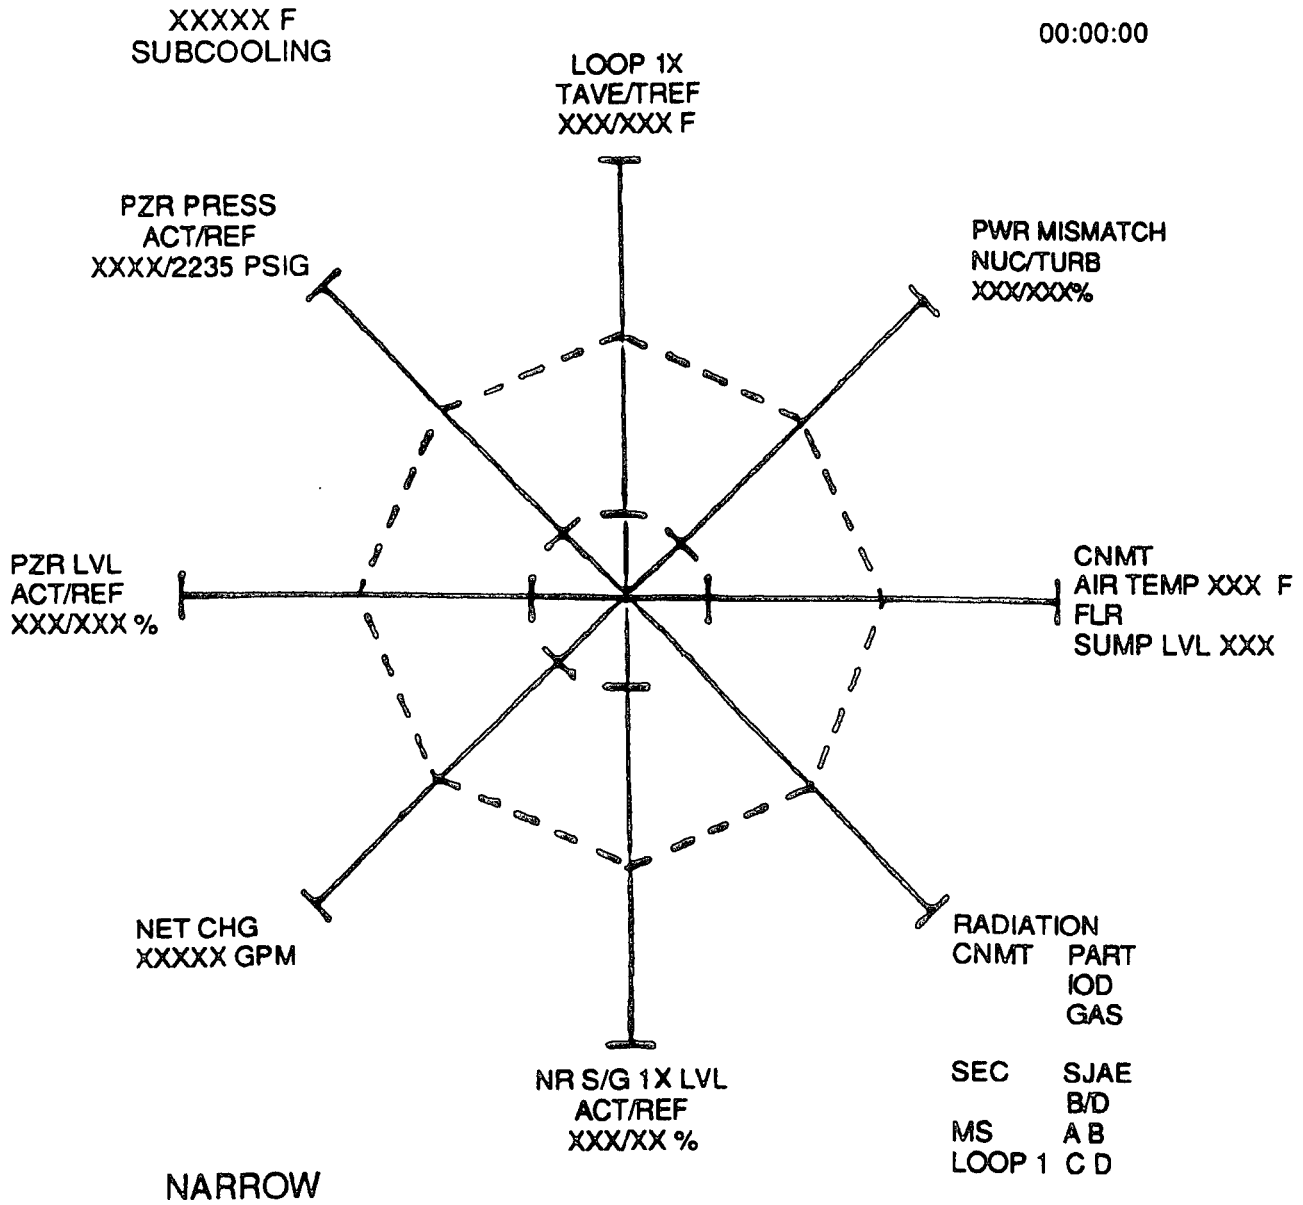 XXXXX F
SUBCOOLING
00:00:00
LOOP 1X
TAVE/TREF
XXX/XXX F
PZR PRESS
ACT/REF
XXXX/2235 PSIG
PWR MISMATCH
NUC/TURB
XXX/XXX%
PZR LVL
ACT/REF
XXX/XXX %
CNMT
AIR TEMP XXX F
FLR
SUMP LVL XXX
NET CHG
XXXXX GPM
RADIATION
CNMT PART
IOD
GAS
SEC SJAE
B/D
MS A B
LOOP 1 C D
NR S/G 1X LVL
ACT/REF
XXX/XX %
NARROW